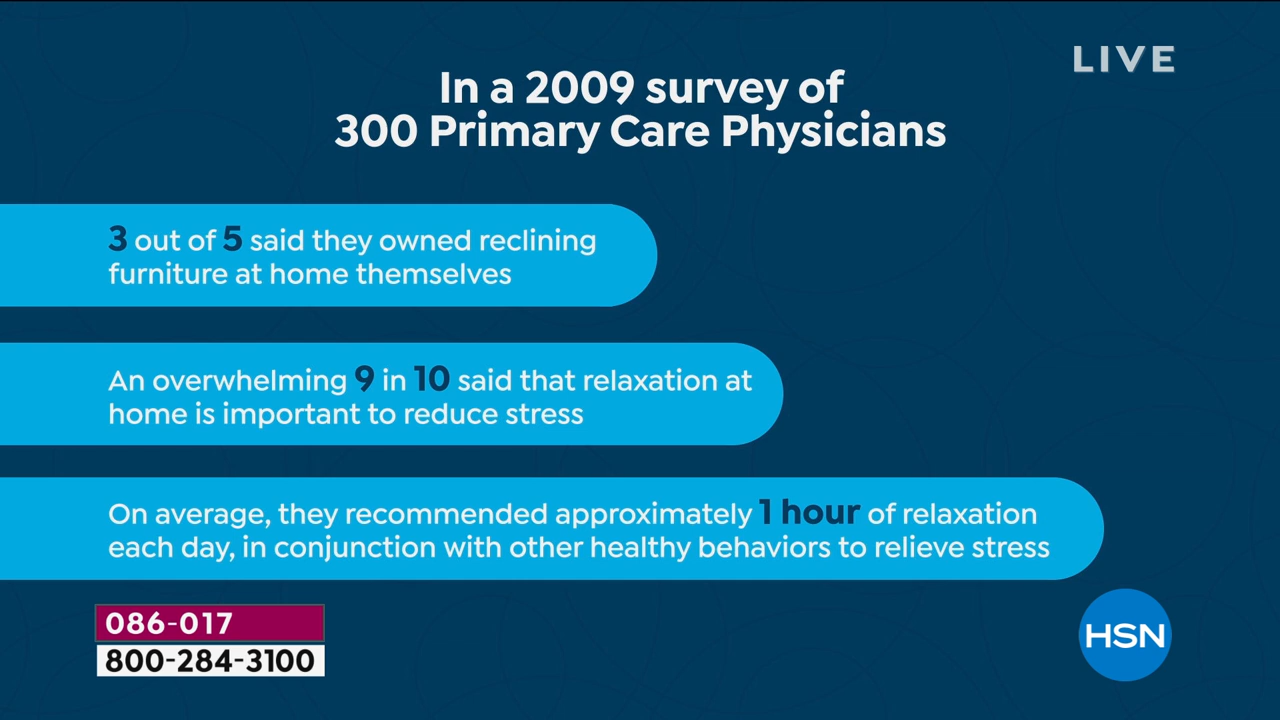 LIVE
In a 2009 survey of
300 Primary Care Physicians
3 out of 5 said they owned reclining
furniture at home themselves
An overwhelming 9 in 10 said that relaxation at
home is important to reduce stress
On average, they recommended approximately 1 hour of relaxation
each day, in conjunction with other healthy behaviors to relieve stress
086-017
800-284-3100
HSN